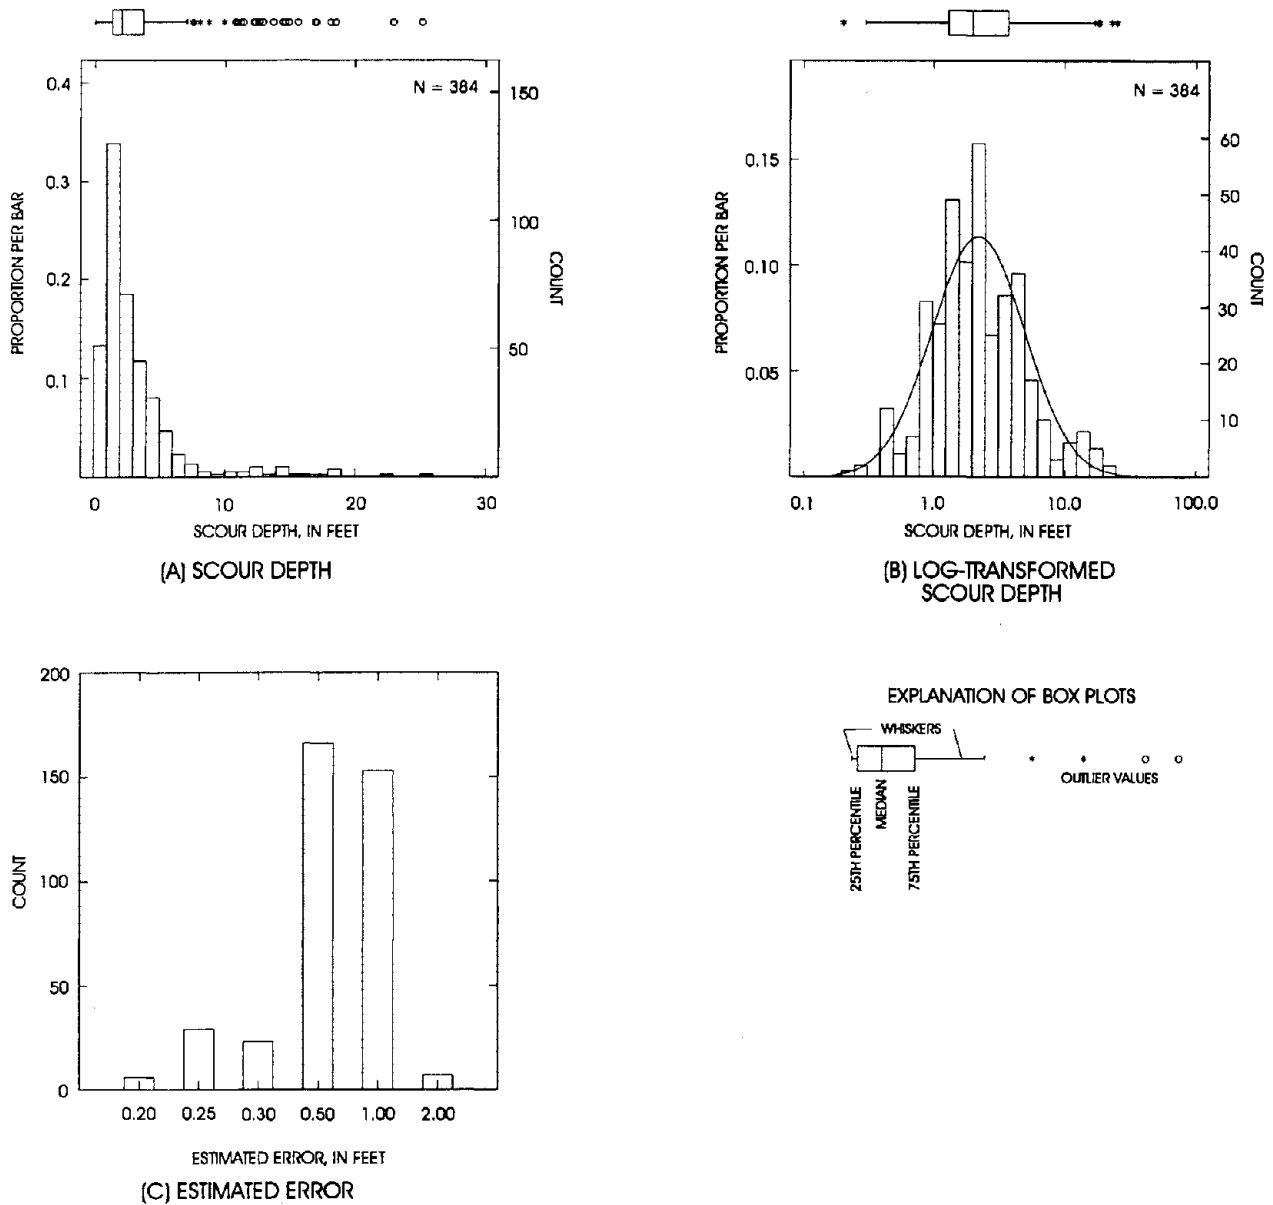 N = 384
0.4
0.3
0.2
0.1
PROPORTION PER BAR
150
100
50
COUNT
0 10 20 30
SCOUR DEPTH, IN FEET
(A) SCOUR DEPTH
N = 384
0.15
0.10
0.05
PROPORTION PER BAR
60
50
40
30
20
10
COUNT
0.1 1.0 10.0 100.0
SCOUR DEPTH, IN FEET
(B) LOG-TRANSFORMED
SCOUR DEPTH
200
150
100
50
0
COUNT
0.20 0.25 0.30 0.50 1.00 2.00
ESTIMATED ERROR, IN FEET
(C) ESTIMATED ERROR
EXPLANATION OF BOX PLOTS
WHISKERS
OUTLIER VALUES
25TH PERCENTILE
MEDIAN
75TH PERCENTILE